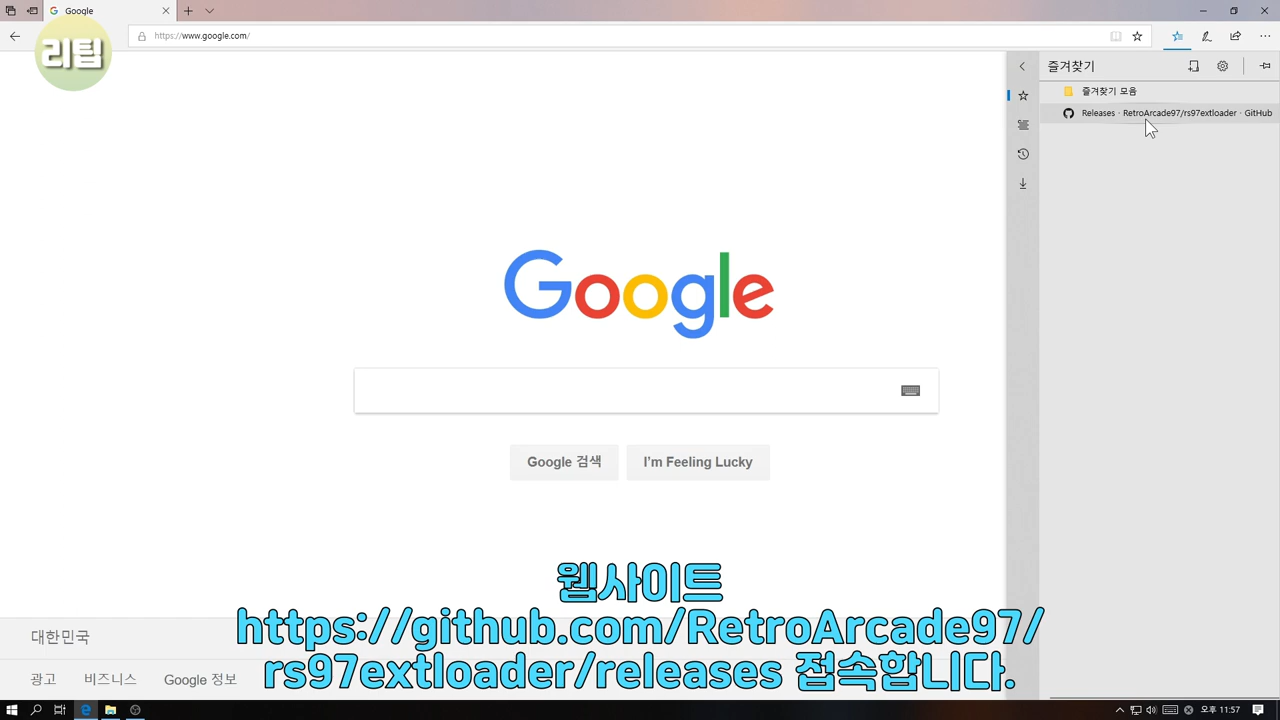 Google
https://www.google.com/
리팁
즐겨찾기
즐겨찾기 모음
Releases · RetroArcade97/rs97extloader · GitHub
Google
Google 검색
I'm Feeling Lucky
웹사이트
https://github.com/RetroArcade97/
rs97extloader/releases 접속합니다.
대한민국
광고
비즈니스
Google 정보
오후 11:57